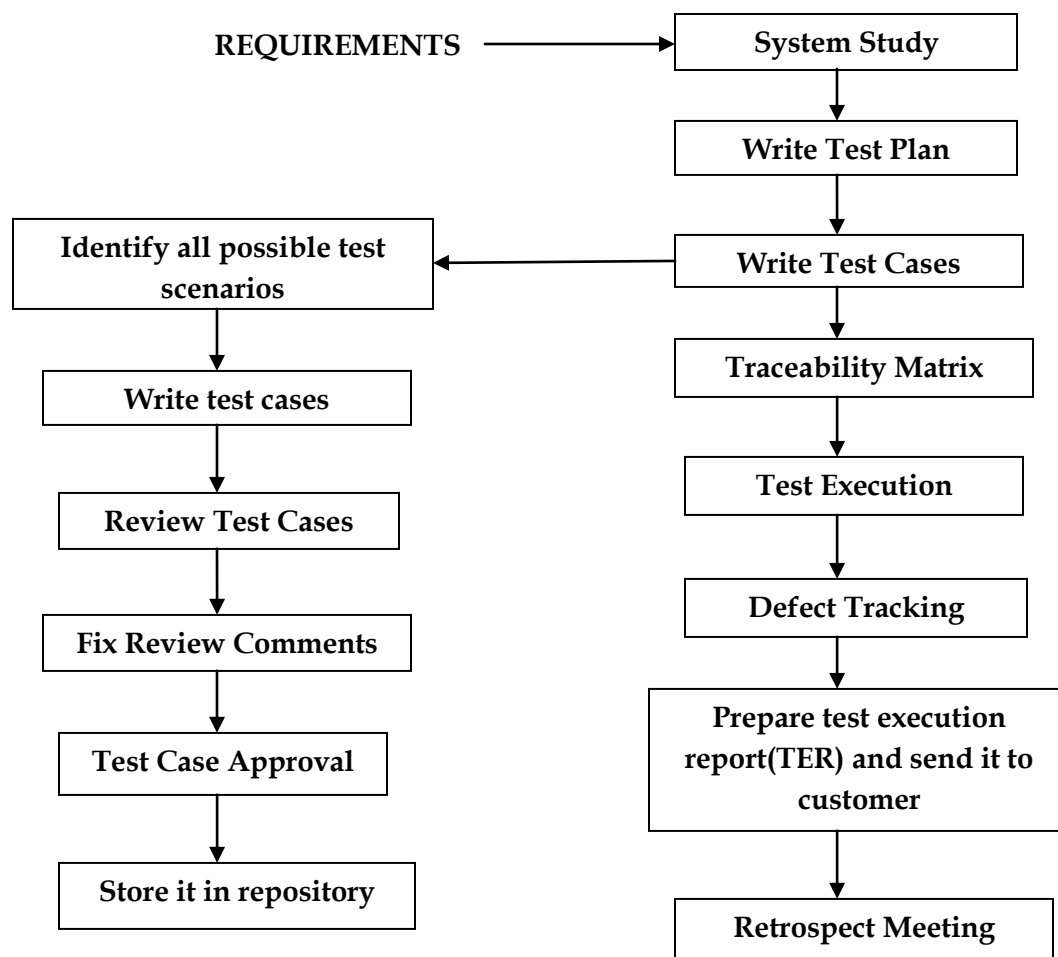 REQUIREMENTS
System Study
Write Test Plan
Identify all possible test
scenarios
Write Test Cases
Traceability Matrix
Write test cases
Test Execution
Review Test Cases
Defect Tracking
Fix Review Comments
Prepare test execution
report(TER) and send it to
customer
Test Case Approval
Store it in repository
Retrospect Meeting